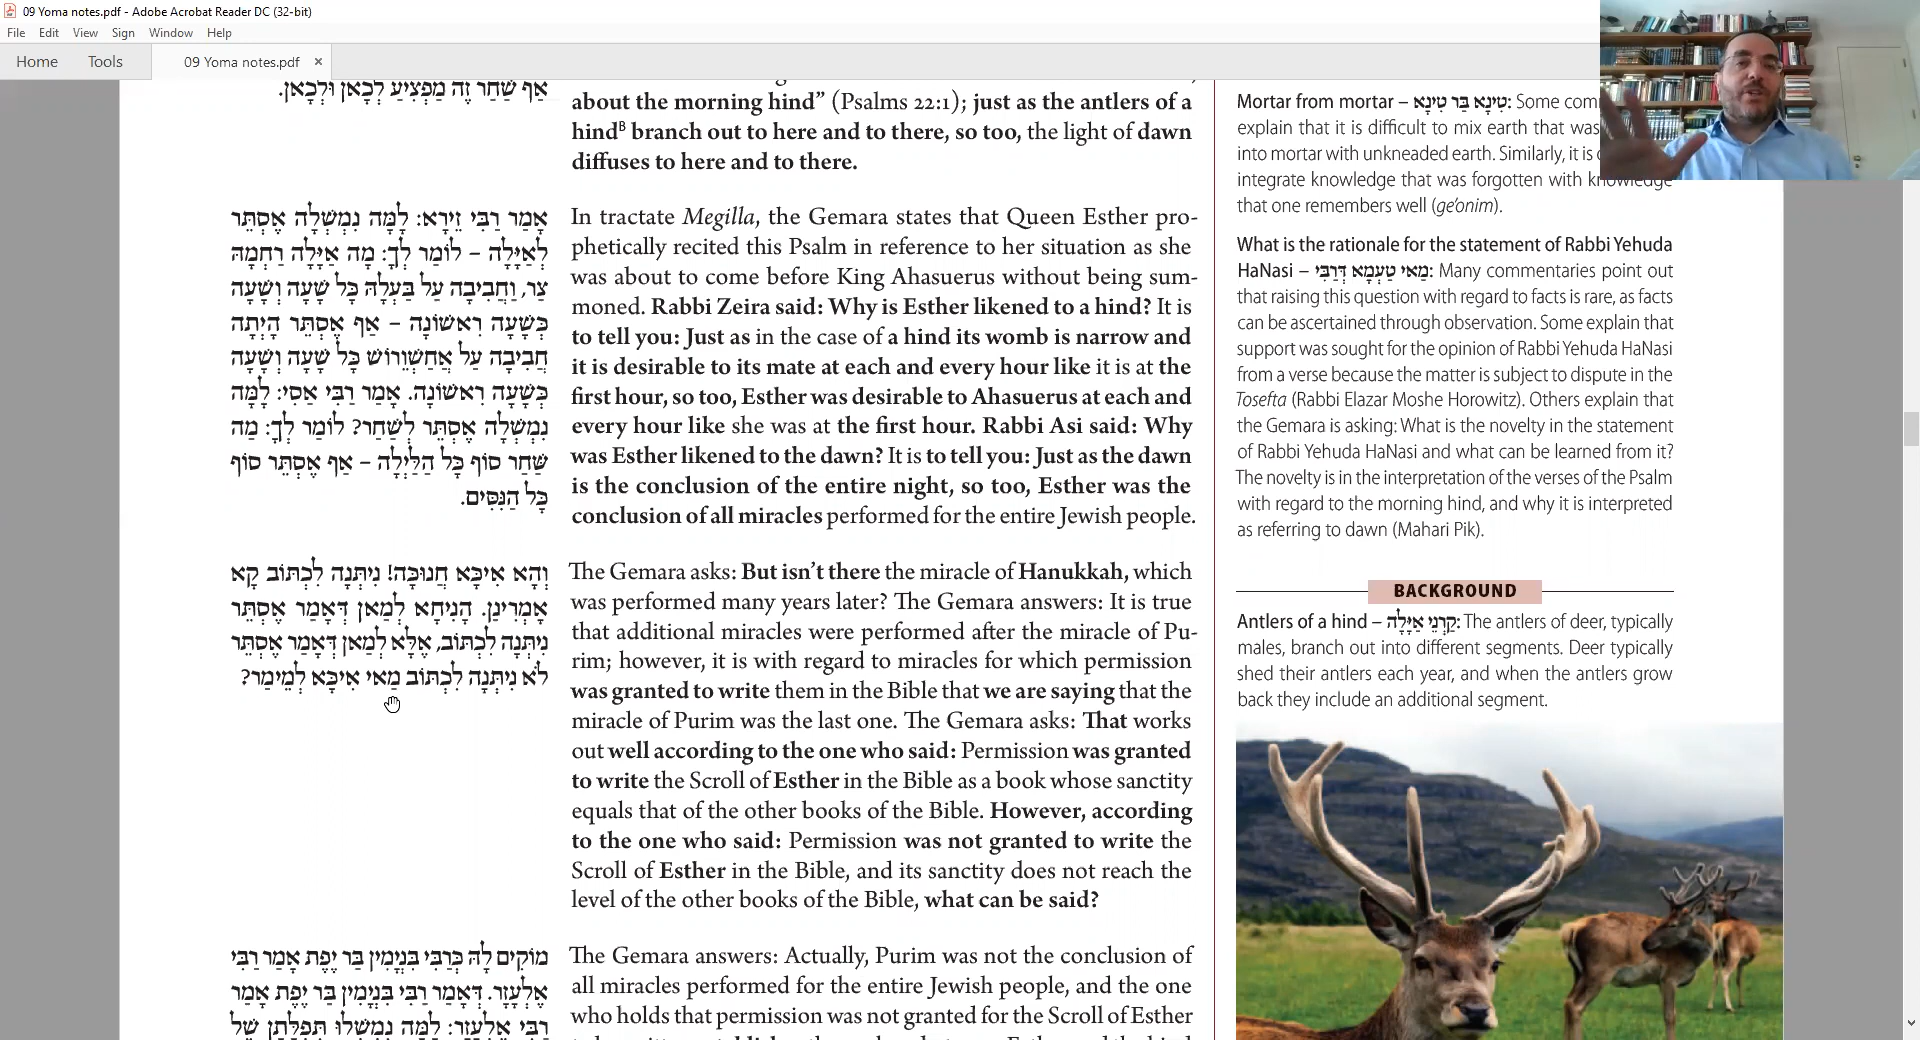 09 Yoma notes.pdf - Adobe Acrobat Reader DC (32-bit)
File Edit View Sign Window Help
Home Tools 09 Yoma notes.pdf ×
אַף שַׁחַר זֶה מַפְצִיעַ לְכָאן וּלְכָאן.
אָמַר רַבִּי זֵירָא: לָמָּה נִמְשְׁלָה אֶסְתֵּר
לְאַיָּלָה – לוֹמַר לְךָ: מָה אַיָּלָה רַחְמָהּ
צַר, וַחֲבִיבָה עַל בַּעְלָהּ כָּל שָׁעָה וְשָׁעָה
כְּשָׁעָה רִאשׁוֹנָה – אַף אֶסְתֵּר הָיְתָה
חֲבִיבָה עַל אֲחַשְׁוֵרוֹשׁ כָּל שָׁעָה וְשָׁעָה
כְּשָׁעָה רִאשׁוֹנָה. אָמַר רַבִּי אַסִי: לָמָּה
נִמְשְׁלָה אֶסְתֵּר לְשַׁחַר? לוֹמַר לְךָ: מָה
שַּׁחַר סוֹף כָּל הַלַּיְלָה – אַף אֶסְתֵּר סוֹף
כָּל הַנִּסִּים.
וְהָא אִיכָּא חֲנוּכָּה! נִיתְּנָה לִכְתּוֹב קָא
אָמְרִינַן. הָנִיחָא לְמַאן דְּאָמַר אֶסְתֵּר
נִיתְּנָה לִכְתּוֹב, אֶלָּא לְמַאן דְּאָמַר אֶסְתֵּר
לֹא נִיתְּנָה לִכְתּוֹב מַאי אִיכָּא לְמֵימַר?
מוֹקִים לָהּ כְּרַבִּי בִּנְיָמִין בַּר יֶפֶת אָמַר רַבִּי
אֶלְעָזָר. דְּאָמַר רַבִּי בִּנְיָמִין בַּר יֶפֶת אָמַר
רַבִּי אֶלְעָזָר: לָמָּה נִמְשְׁלוּ תְּפִלָּתָן שֶׁל
about the morning hind” (Psalms 22:1); just as the antlers of a
hindB branch out to here and to there, so too, the light of dawn
diffuses to here and to there.
In tractate Megilla, the Gemara states that Queen Esther pro-
phetically recited this Psalm in reference to her situation as she
was about to come before King Ahasuerus without being sum-
moned. Rabbi Zeira said: Why is Esther likened to a hind? It is
to tell you: Just as in the case of a hind its womb is narrow and
it is desirable to its mate at each and every hour like it is at the
first hour, so too, Esther was desirable to Ahasuerus at each and
every hour like she was at the first hour. Rabbi Asi said: Why
was Esther likened to the dawn? It is to tell you: Just as the dawn
is the conclusion of the entire night, so too, Esther was the
conclusion of all miracles performed for the entire Jewish people.
The Gemara asks: But isn’t there the miracle of Hanukkah, which
was performed many years later? The Gemara answers: It is true
that additional miracles were performed after the miracle of Pu-
rim; however, it is with regard to miracles for which permission
was granted to write them in the Bible that we are saying that the
miracle of Purim was the last one. The Gemara asks: That works
out well according to the one who said: Permission was granted
to write the Scroll of Esther in the Bible as a book whose sanctity
equals that of the other books of the Bible. However, according
to the one who said: Permission was not granted to write the
Scroll of Esther in the Bible, and its sanctity does not reach the
level of the other books of the Bible, what can be said?
The Gemara answers: Actually, Purim was not the conclusion of
all miracles performed for the entire Jewish people, and the one
who holds that permission was not granted for the Scroll of Esther
Mortar from mortar – טִינָא בַּר טִינָא: Some
explain that it is difficult to mix earth that was
into mortar with unkneaded earth. Similarly, it is
integrate knowledge that was forgotten with knowledge
that one remembers well (ge’onim).
What is the rationale for the statement of Rabbi Yehuda
HaNasi – מַאי טַעְמָא דְּרַבִּי: Many commentaries point out
that raising this question with regard to facts is rare, as facts
can be ascertained through observation. Some explain that
support was sought for the opinion of Rabbi Yehuda HaNasi
from a verse because the matter is subject to dispute in the
Tosefta (Rabbi Elazar Moshe Horowitz). Others explain that
the Gemara is asking: What is the novelty in the statement
of Rabbi Yehuda HaNasi and what can be learned from it?
The novelty is in the interpretation of the verses of the Psalm
with regard to the morning hind, and why it is interpreted
as referring to dawn (Mahari Pik).
BACKGROUND
Antlers of a hind – קַרְנֵי אַיָּלָה: The antlers of deer, typically
males, branch out into different segments. Deer typically
shed their antlers each year, and when the antlers grow
back they include an additional segment.